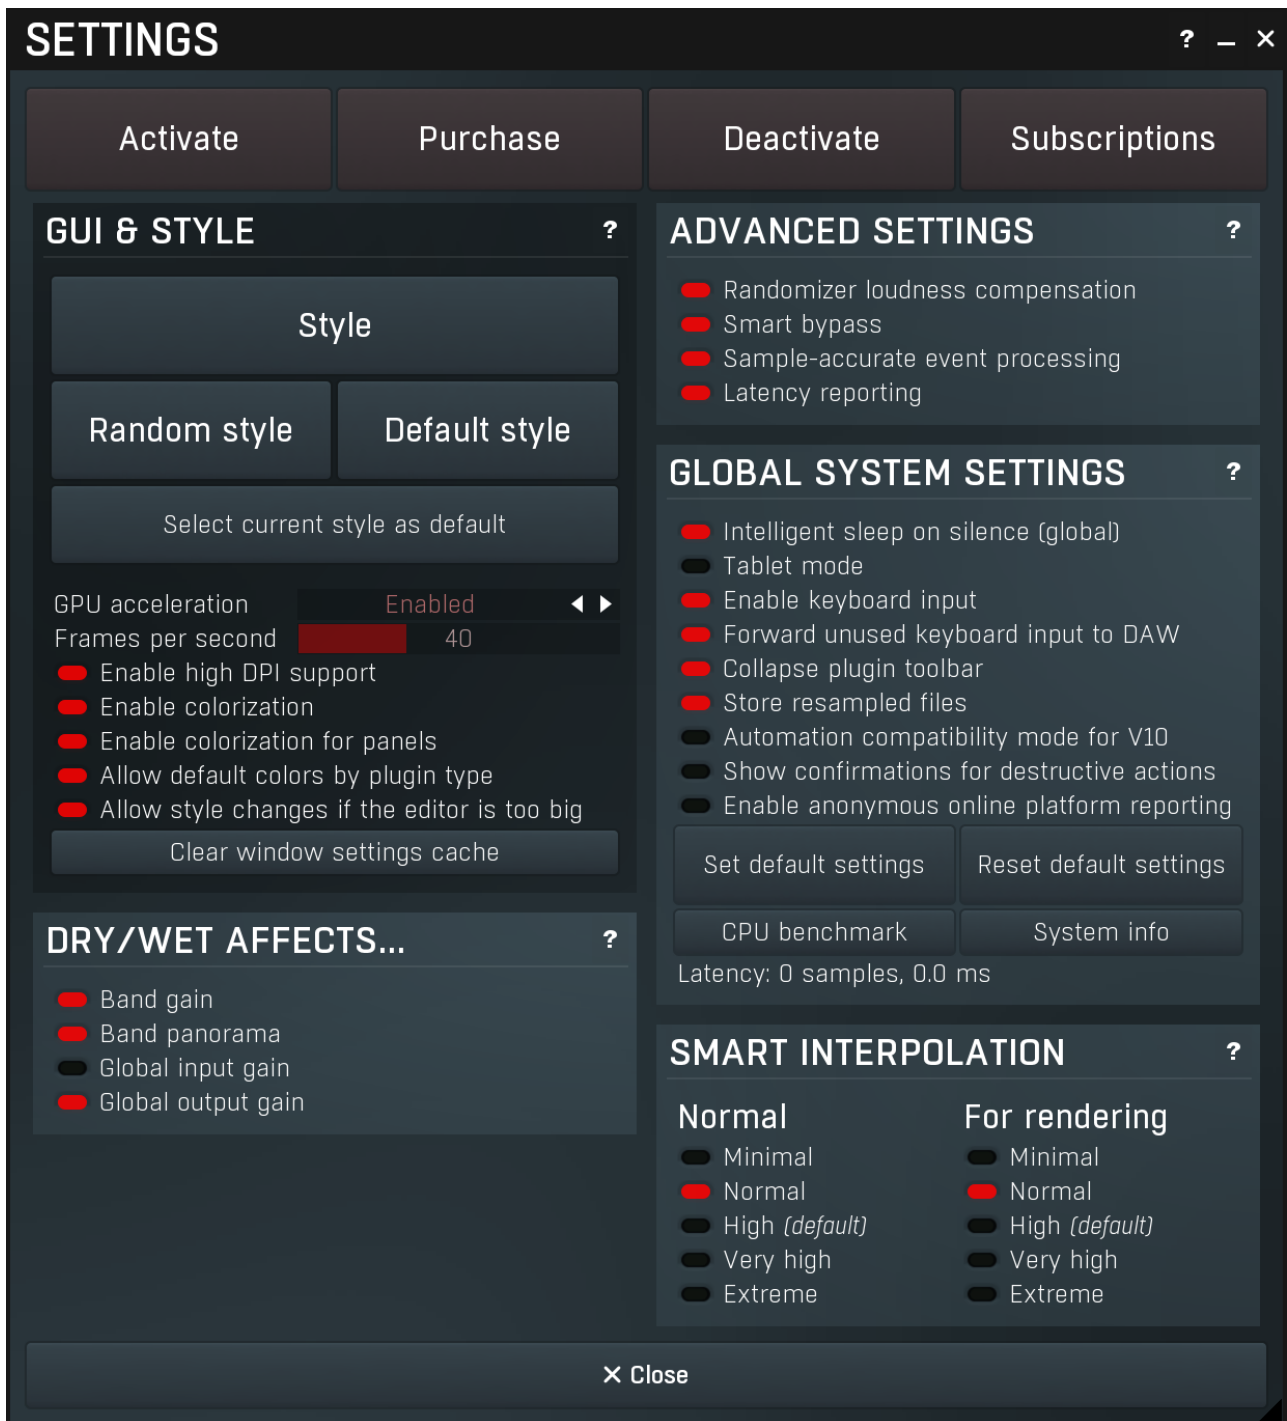 SETTINGS
? _ ×
Activate
Purchase
Deactivate
Subscriptions
GUI & STYLE ?
Style
Random style
Default style
Select current style as default
GPU acceleration Enabled
Frames per second 40
Enable high DPI support
Enable colorization
Enable colorization for panels
Allow default colors by plugin type
Allow style changes if the editor is too big
Clear window settings cache
DRY/WET AFFECTS... ?
Band gain
Band panorama
Global input gain
Global output gain
ADVANCED SETTINGS ?
Randomizer loudness compensation
Smart bypass
Sample-accurate event processing
Latency reporting
GLOBAL SYSTEM SETTINGS ?
Intelligent sleep on silence (global)
Tablet mode
Enable keyboard input
Forward unused keyboard input to DAW
Collapse plugin toolbar
Store resampled files
Automation compatibility mode for V10
Show confirmations for destructive actions
Enable anonymous online platform reporting
Set default settings
Reset default settings
CPU benchmark
System info
Latency: 0 samples, 0.0 ms
SMART INTERPOLATION ?
Normal
Minimal
Normal
High (default)
Very high
Extreme
For rendering
Minimal
Normal
High (default)
Very high
Extreme
× Close